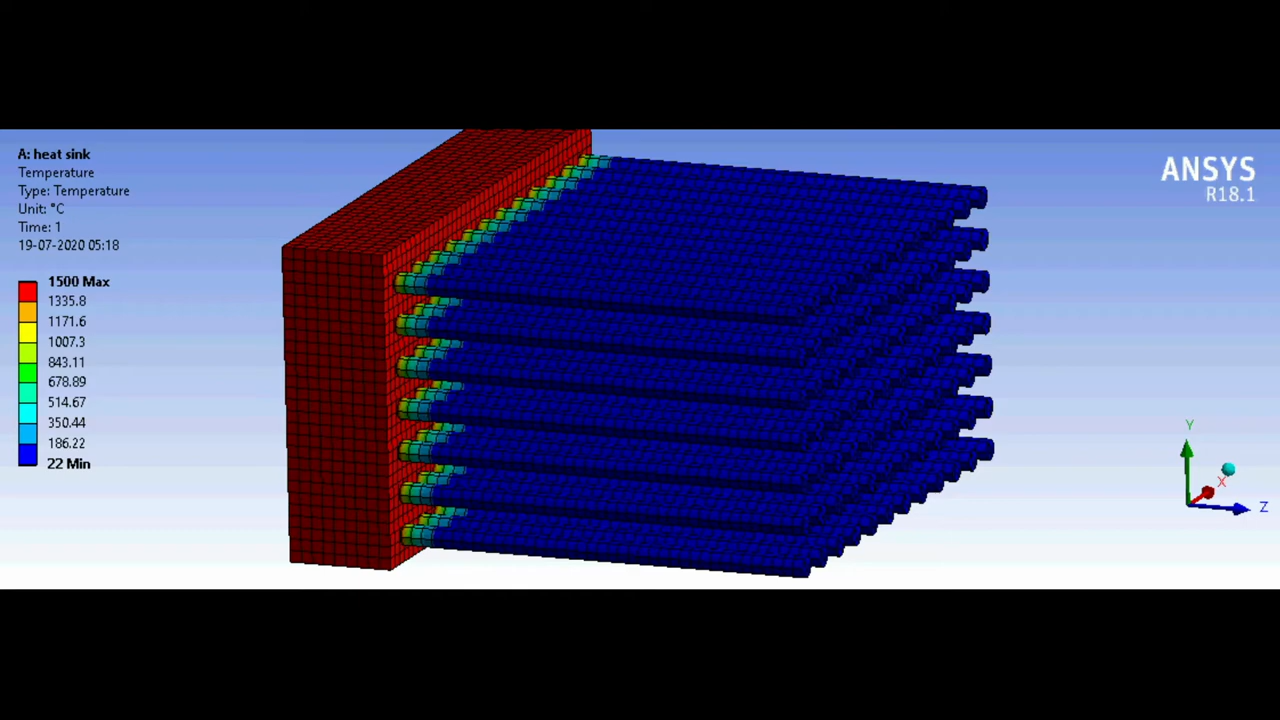 A: heat sink
Temperature
Type: Temperature
Unit: °C
Time: 1
19-07-2020 05:18
1500 Max
1335.8
1171.6
1007.3
843.11
678.89
514.67
350.44
186.22
22 Min
ANSYS
R18.1
Y
X
Z